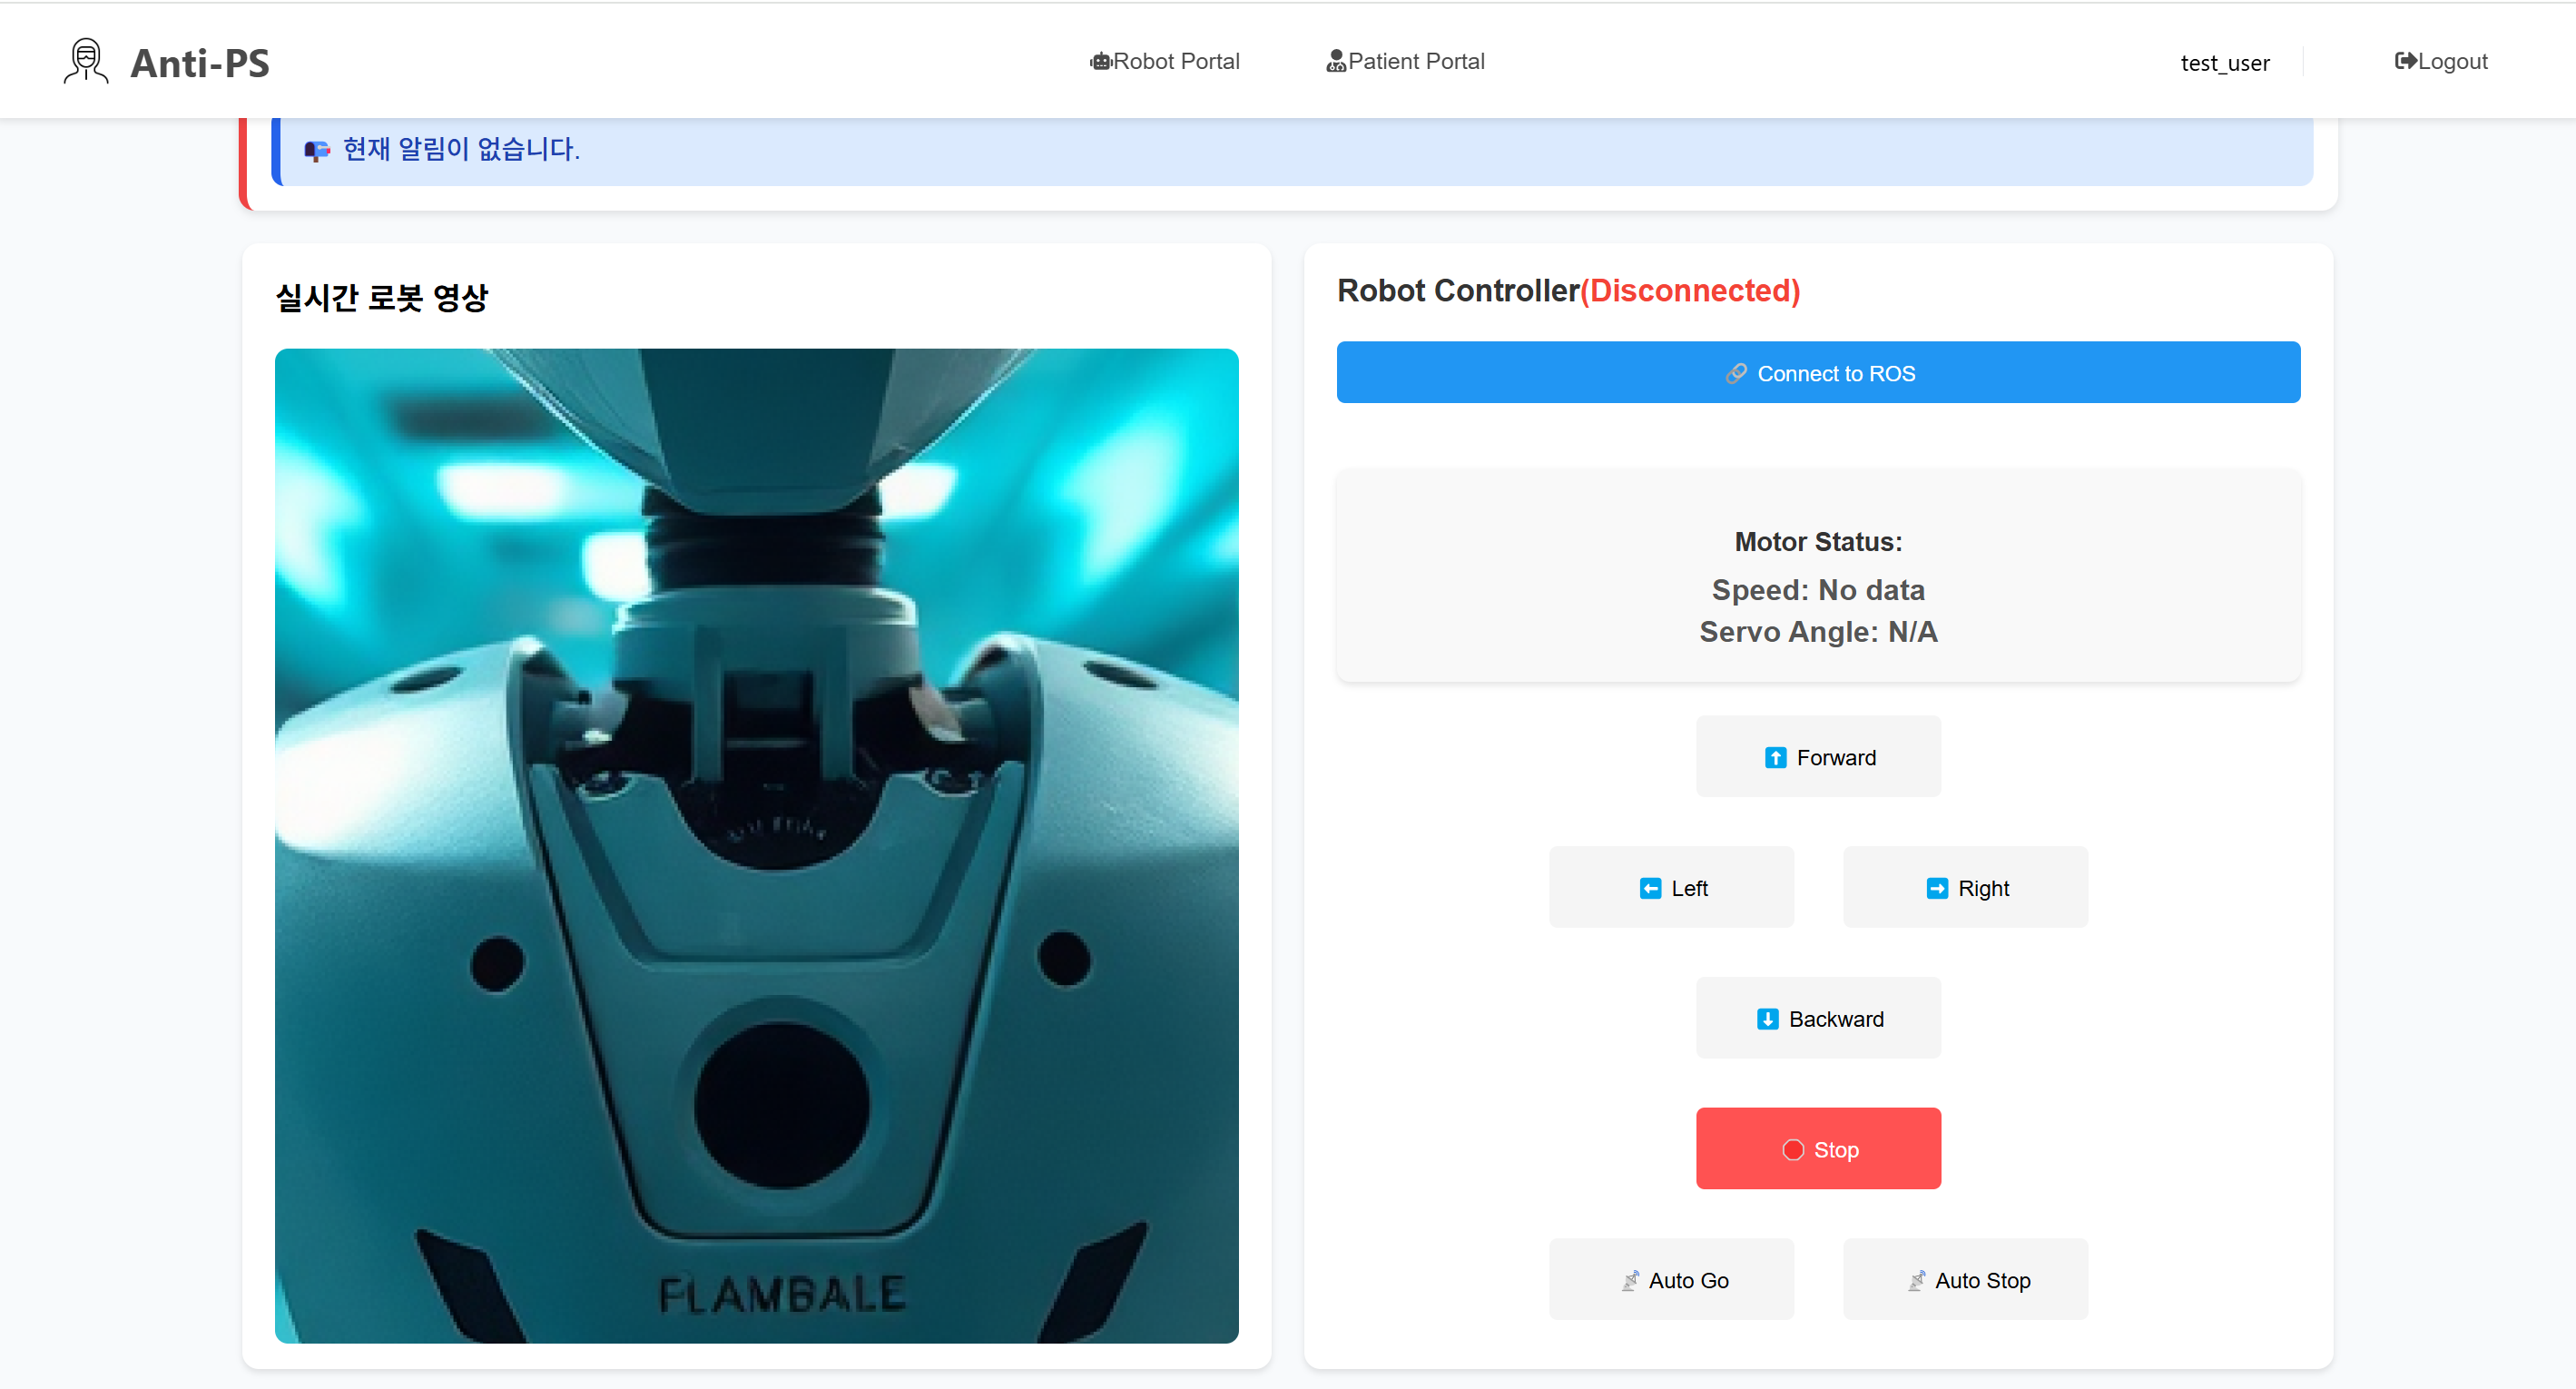 Anti-PS
Robot Portal
Patient Portal
test_user
Logout
현재 알림이 없습니다.
실시간 로봇 영상
FLAMBALE
Robot Controller(Disconnected)
Connect to ROS
Motor Status:
Speed: No data
Servo Angle: N/A
Forward
Left
Right
Backward
Stop
Auto Go
Auto Stop